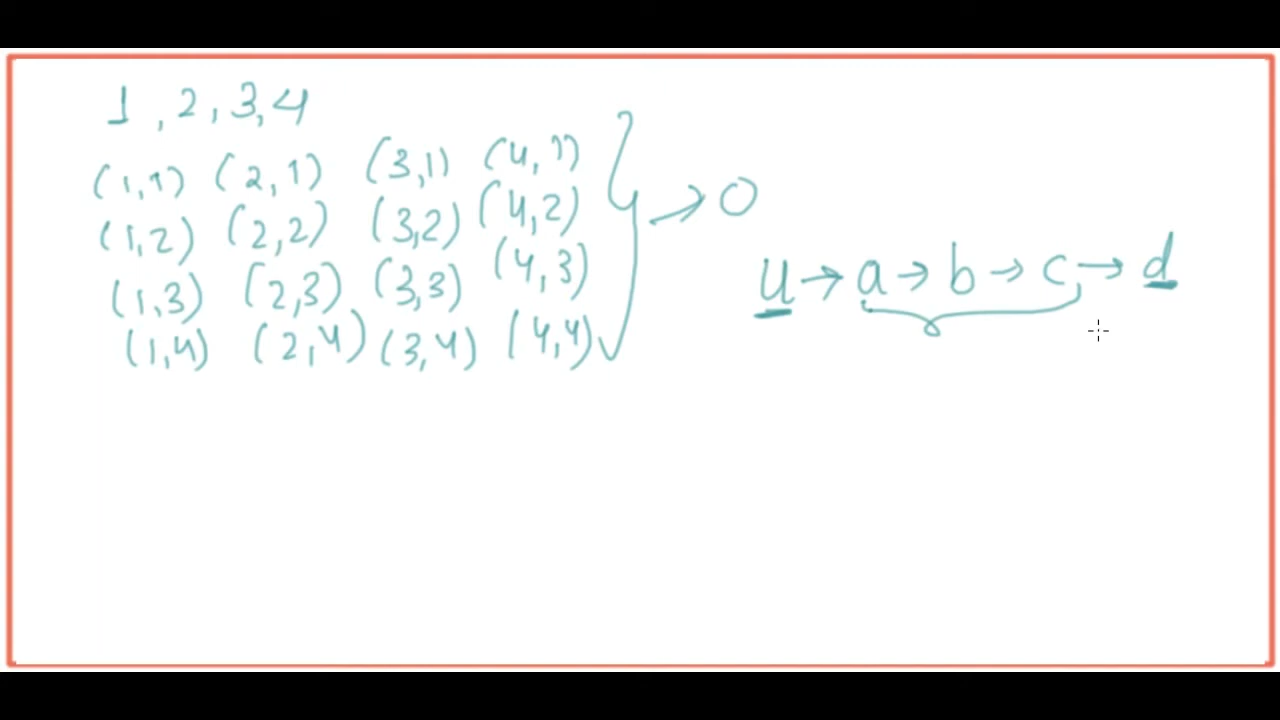 1, 2, 3, 4
(1,1) (2,1) (3,1) (4,1)
(1,2) (2,2) (3,2) (4,2)
(1,3) (2,3) (3,3) (4,3)
(1,4) (2,4) (3,4) (4,4)
} → 0
u → a → b → c → d